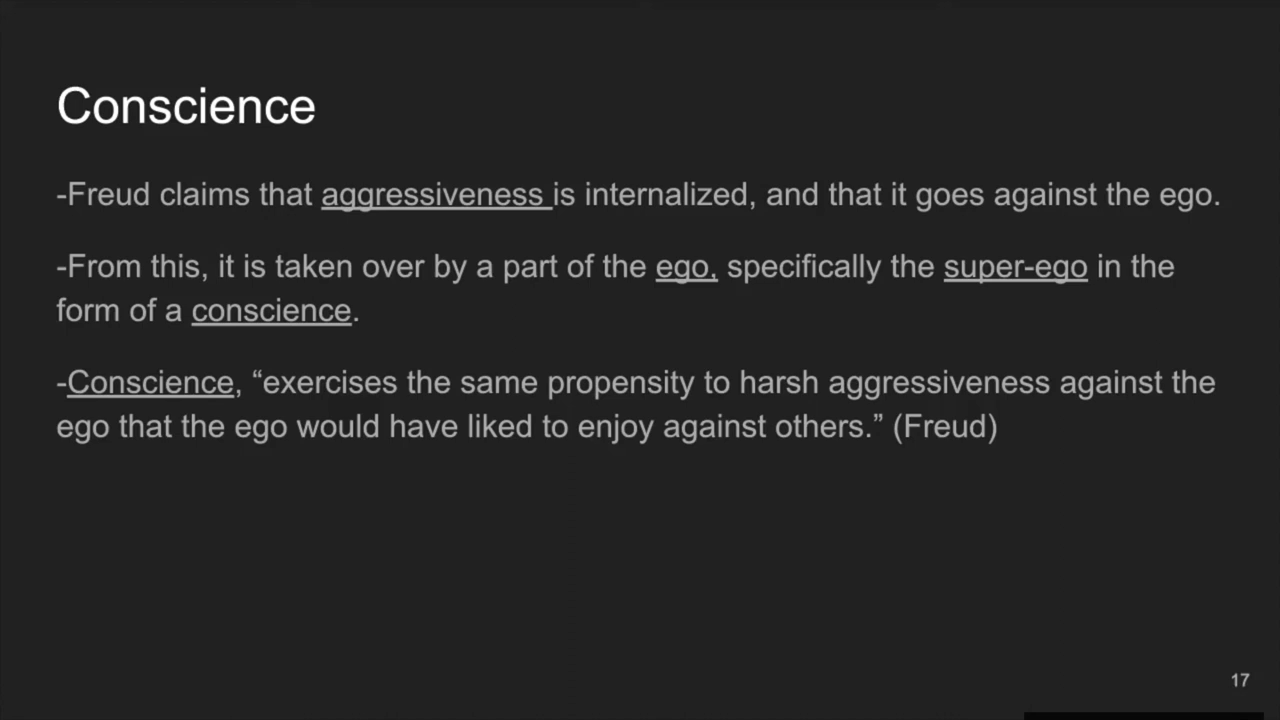 Conscience
-Freud claims that aggressiveness is internalized, and that it goes against the ego.
-From this, it is taken over by a part of the ego, specifically the super-ego in the
form of a conscience.
-Conscience, “exercises the same propensity to harsh aggressiveness against the
ego that the ego would have liked to enjoy against others.” (Freud)
17